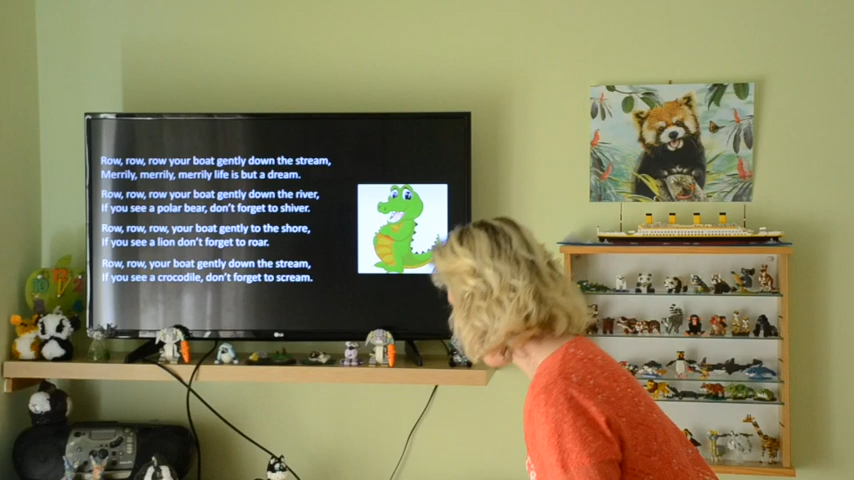 Row, row, row your boat gently down the stream,
Merrily, merrily, merrily life is but a dream.
Row, row, row your boat gently down the river,
If you see a polar bear, don't forget to shiver.
Row, row, row, your boat gently to the shore,
If you see a lion don't forget to roar.
Row, row, your boat gently down the stream,
If you see a crocodile, don't forget to scream.